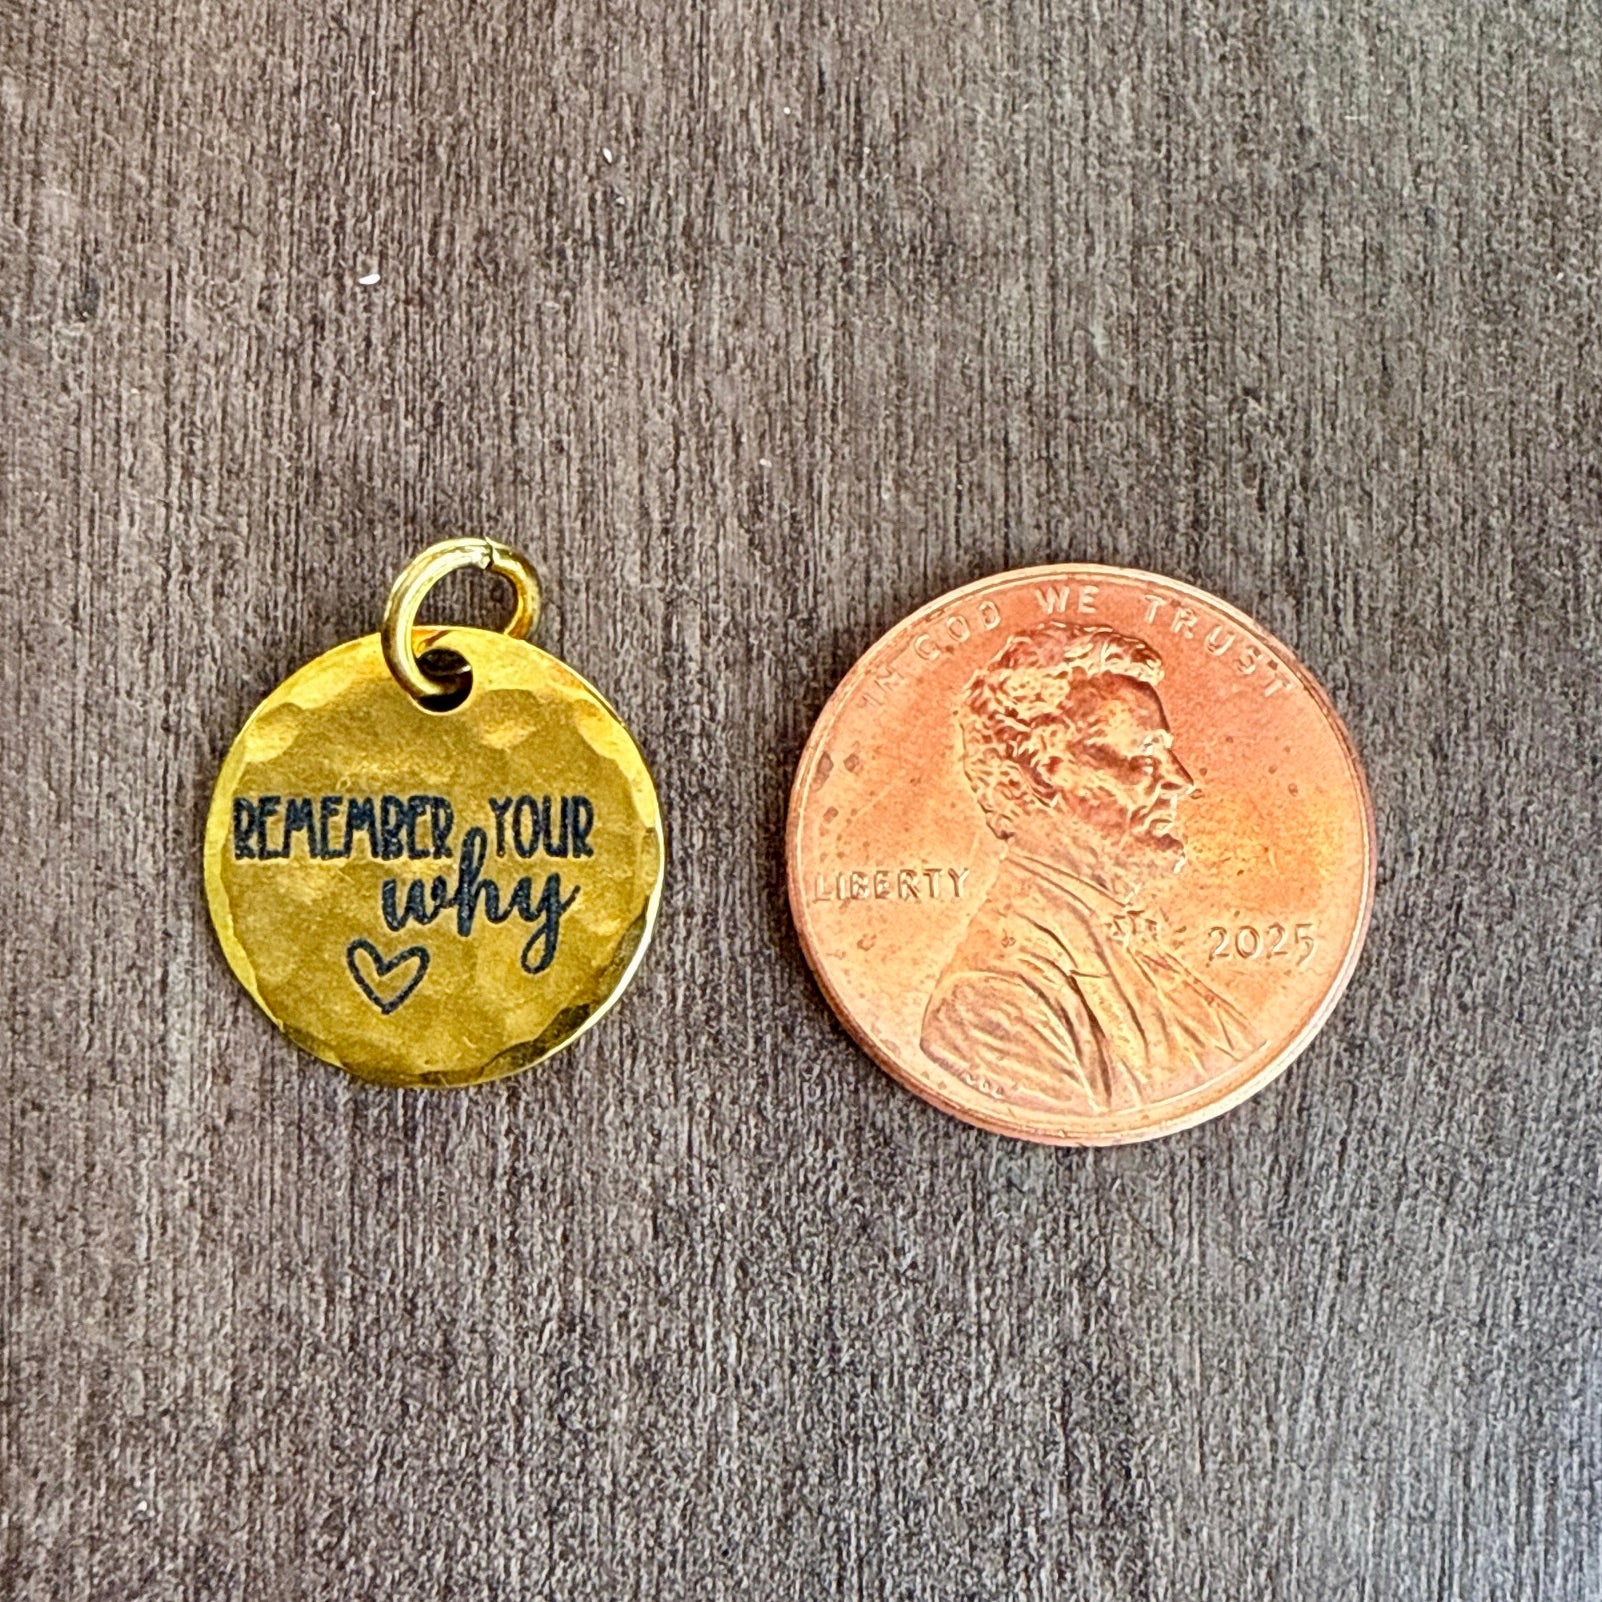 REMEMBER YOUR
why
IN GOD WE TRUST
LIBERTY
2025